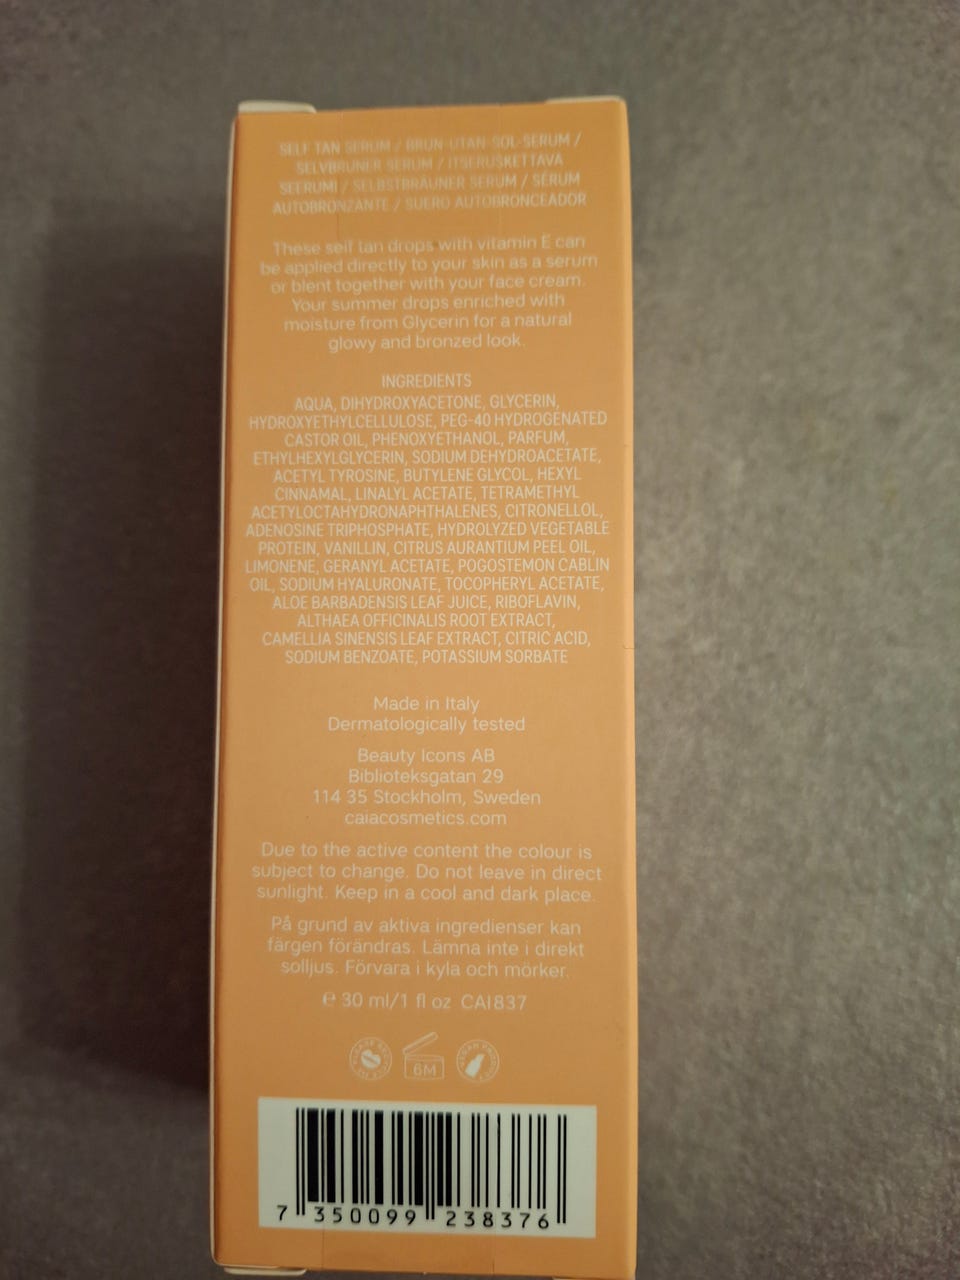 SELF TAN SERUM / BRUN-UTAN-SOL-SERUM /
SELVBRUNER SERUM / ITSERUSKETTAVA
SEERUMI / SELBSTBRÄUNER SERUM / SÉRUM
AUTOBRONZANTE / SUERO AUTOBRONCEADOR
These self tan drops with vitamin E can
be applied directly to your skin as a serum
or blent together with your face cream.
Your summer drops enriched with
moisture from Glycerin for a natural
glowy and bronzed look.
INGREDIENTS
AQUA, DIHYDROXYACETONE, GLYCERIN,
HYDROXYETHYLCELLULOSE, PEG-40 HYDROGENATED
CASTOR OIL, PHENOXYETHANOL, PARFUM,
ETHYLHEXYLGLYCERIN, SODIUM DEHYDROACETATE,
ACETYL TYROSINE, BUTYLENE GLYCOL, HEXYL
CINNAMAL, LINALYL ACETATE, TETRAMETHYL
ACETYLOCTAHYDRONAPHTHALENES, CITRONELLOL,
ADENOSINE TRIPHOSPHATE, HYDROLYZED VEGETABLE
PROTEIN, VANILLIN, CITRUS AURANTIUM PEEL OIL,
LIMONENE, GERANYL ACETATE, POGOSTEMON CABLIN
OIL, SODIUM HYALURONATE, TOCOPHERYL ACETATE,
ALOE BARBADENSIS LEAF JUICE, RIBOFLAVIN,
ALTHAEA OFFICINALIS ROOT EXTRACT,
CAMELLIA SINENSIS LEAF EXTRACT, CITRIC ACID,
SODIUM BENZOATE, POTASSIUM SORBATE
Made in Italy
Dermatologically tested
Beauty Icons AB
Biblioteksgatan 29
114 35 Stockholm, Sweden
caiacosmetics.com
Due to the active content the colour is
subject to change. Do not leave in direct
sunlight. Keep in a cool and dark place.
På grund av aktiva ingredienser kan
färgen förändras. Lämna inte i direkt
solljus. Förvara i kyla och mörker.
℮ 30 ml/1 fl oz CAI837
6M
7 350099 238376